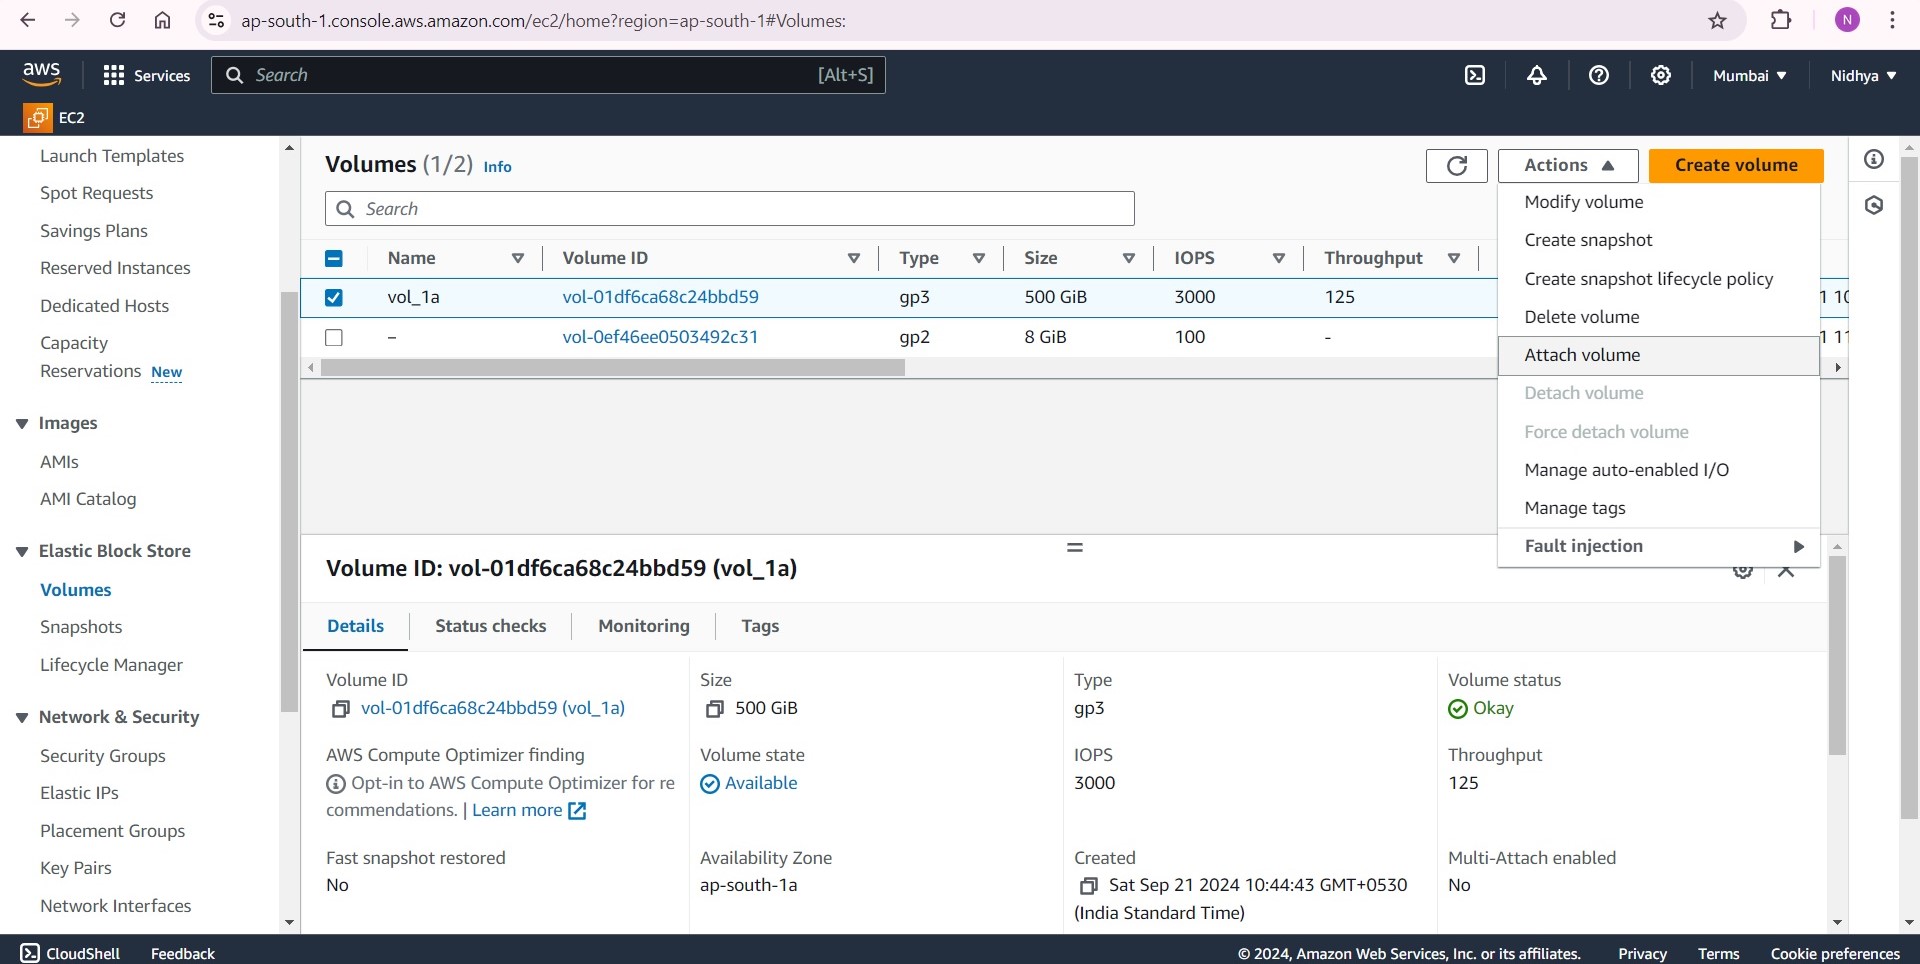 ap-south-1.console.aws.amazon.com/ec2/home?region=ap-south-1#Volumes:
N
aws
Services
Search
[Alt+S]
Mumbai
Nidhya
EC2
Launch Templates
Spot Requests
Savings Plans
Reserved Instances
Dedicated Hosts
Capacity
Reservations New
Images
AMIs
AMI Catalog
Elastic Block Store
Volumes
Snapshots
Lifecycle Manager
Network & Security
Security Groups
Elastic IPs
Placement Groups
Key Pairs
Network Interfaces
Volumes (1/2) Info
Actions
Create volume
Search
Name Volume ID Type Size IOPS Throughput
vol_1a vol-01df6ca68c24bbd59 gp3 500 GiB 3000 125
– vol-0ef46ee0503492c31 gp2 8 GiB 100 -
Modify volume
Create snapshot
Create snapshot lifecycle policy
Delete volume
Attach volume
Detach volume
Force detach volume
Manage auto-enabled I/O
Manage tags
Fault injection
Volume ID: vol-01df6ca68c24bbd59 (vol_1a)
Details Status checks Monitoring Tags
Volume ID
vol-01df6ca68c24bbd59 (vol_1a)
Size
500 GiB
Type
gp3
Volume status
Okay
AWS Compute Optimizer finding
Opt-in to AWS Compute Optimizer for re
commendations. | Learn more
Volume state
Available
IOPS
3000
Throughput
125
Fast snapshot restored
No
Availability Zone
ap-south-1a
Created
Sat Sep 21 2024 10:44:43 GMT+0530
(India Standard Time)
Multi-Attach enabled
No
CloudShell Feedback © 2024, Amazon Web Services, Inc. or its affiliates. Privacy Terms Cookie preferences